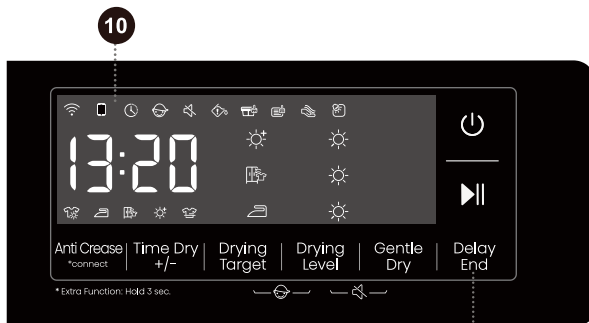 10
13:20
Anti Crease Time Dry Drying Drying Gentle Delay
*connect +/- Target Level Dry End
* Extra Function: Hold 3 sec.